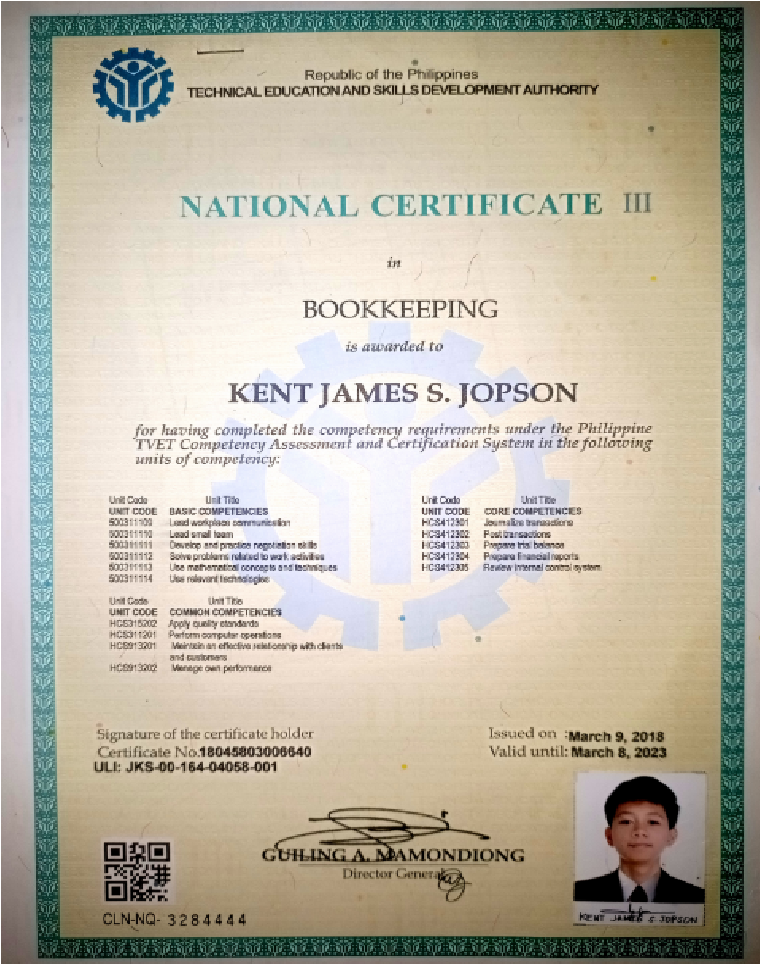 Republic of the Philippines
TECHNICAL EDUCATION AND SKILLS DEVELOPMENT AUTHORITY
NATIONAL CERTIFICATE III
in
BOOKKEEPING
is awarded to
KENT JAMES S. JOPSON
for having completed the competency requirements under the Philippine
TVET Competency Assessment and Certification System in the following
units of competency:
Unit Code Unit Title
UNIT CODE BASIC COMPETENCIES
500311109 Lead workplace communication
500311110 Lead small team
500311111 Develop and practice negotiation skills
500311112 Solve problems related to work activities
500311113 Use mathematical concepts and techniques
500311114 Use relevant technologies
Unit Code Unit Title
UNIT CODE COMMON COMPETENCIES
HCS315202 Apply quality standards
HCS311201 Perform computer operations
HCS913201 Maintain an effective relationship with clients
and customers
HCS913202 Manage own performance
Unit Code Unit Title
UNIT CODE CORE COMPETENCIES
HCS412301 Journalize transactions
HCS412302 Post transactions
HCS412303 Prepare trial balance
HCS412304 Prepare financial reports
HCS412305 Review internal control system
Signature of the certificate holder
Certificate No.18045803006640
ULI: JKS-00-164-04058-001
Issued on : March 9, 2018
Valid until: March 8, 2023
GUILING A. MAMONDIONG
Director General
KENT JAMES S JOPSON
CLN-NQ- 3284444